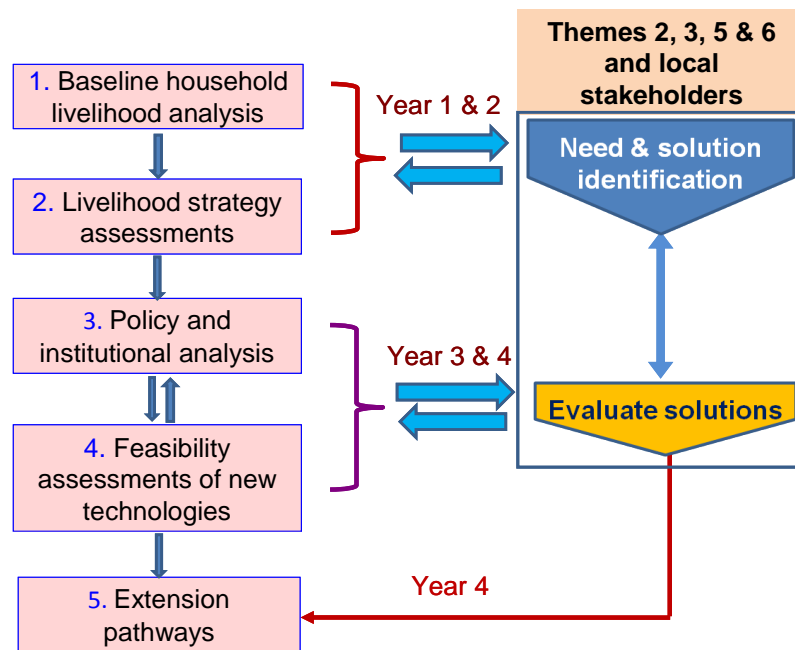 1. Baseline household
livelihood analysis
2. Livelihood strategy
assessments
3. Policy and
institutional analysis
4. Feasibility
assessments of new
technologies
5. Extension
pathways
Year 1 & 2
Year 3 & 4
Year 4
Themes 2, 3, 5 & 6
and local
stakeholders
Need & solution
identification
Evaluate solutions